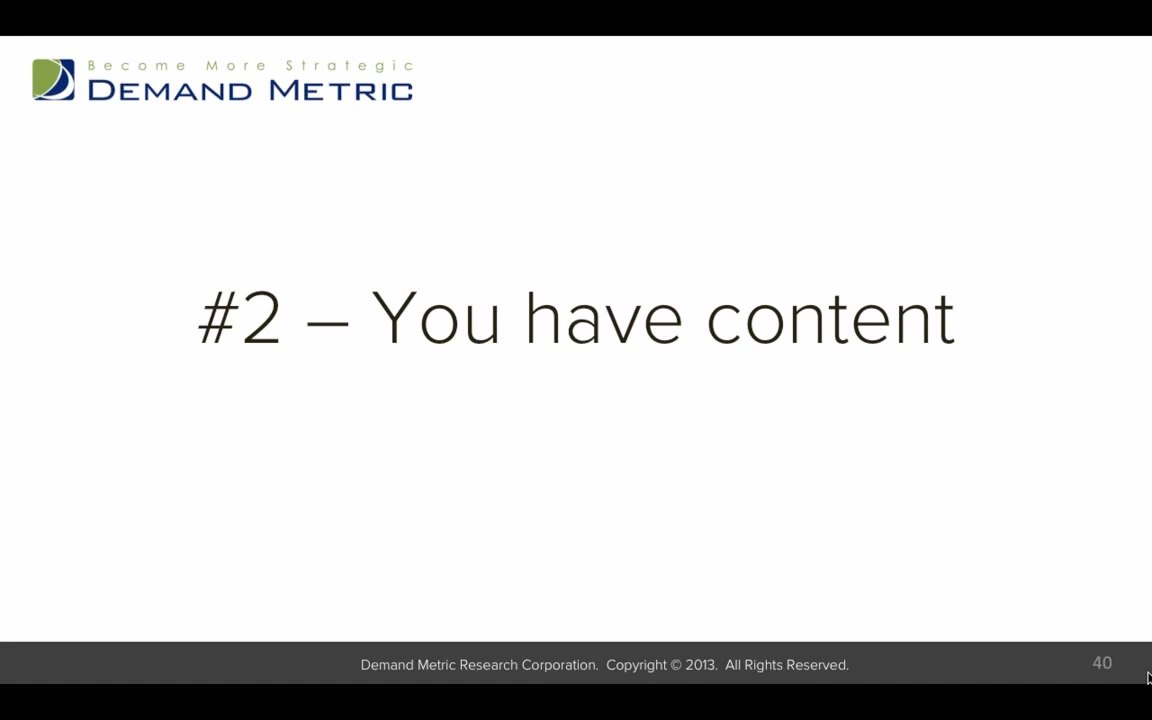 Become More Strategic
DEMAND METRIC
#2 – You have content
Demand Metric Research Corporation. Copyright © 2013. All Rights Reserved.
40